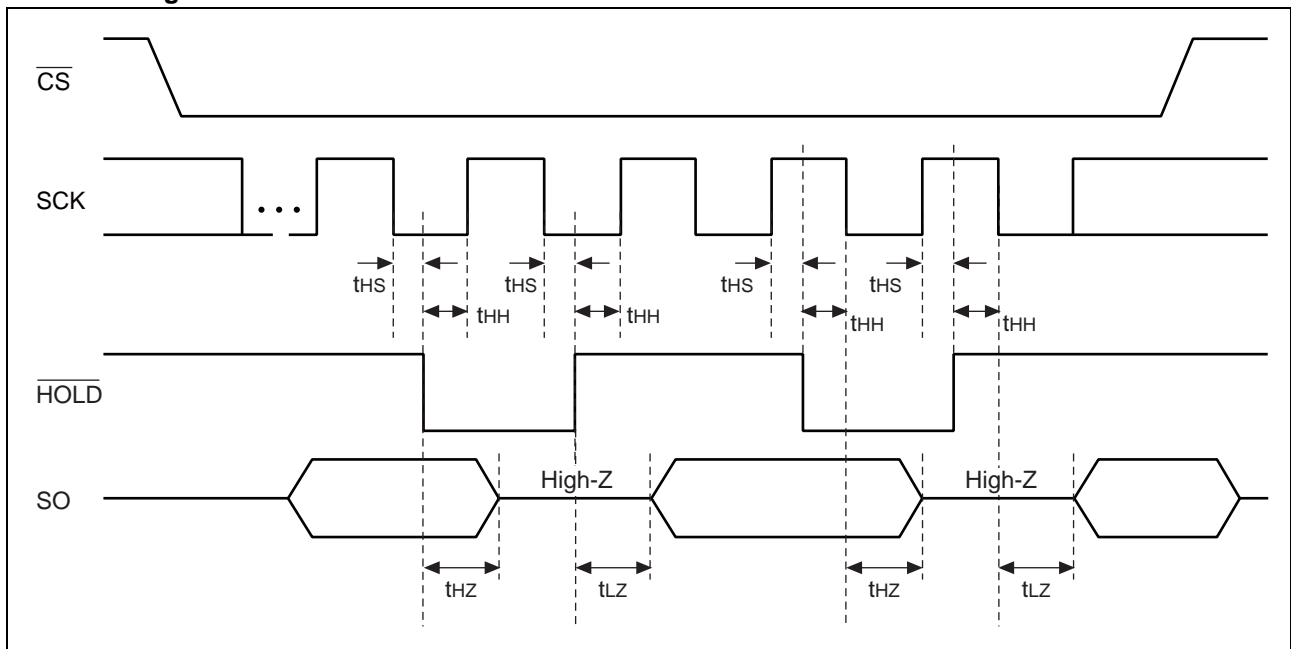 CS
SCK
• • •
tHS
tHS
tHS
tHS
tHH
tHH
tHH
tHH
HOLD
High-Z
High-Z
SO
tHZ
tLZ
tHZ
tLZ